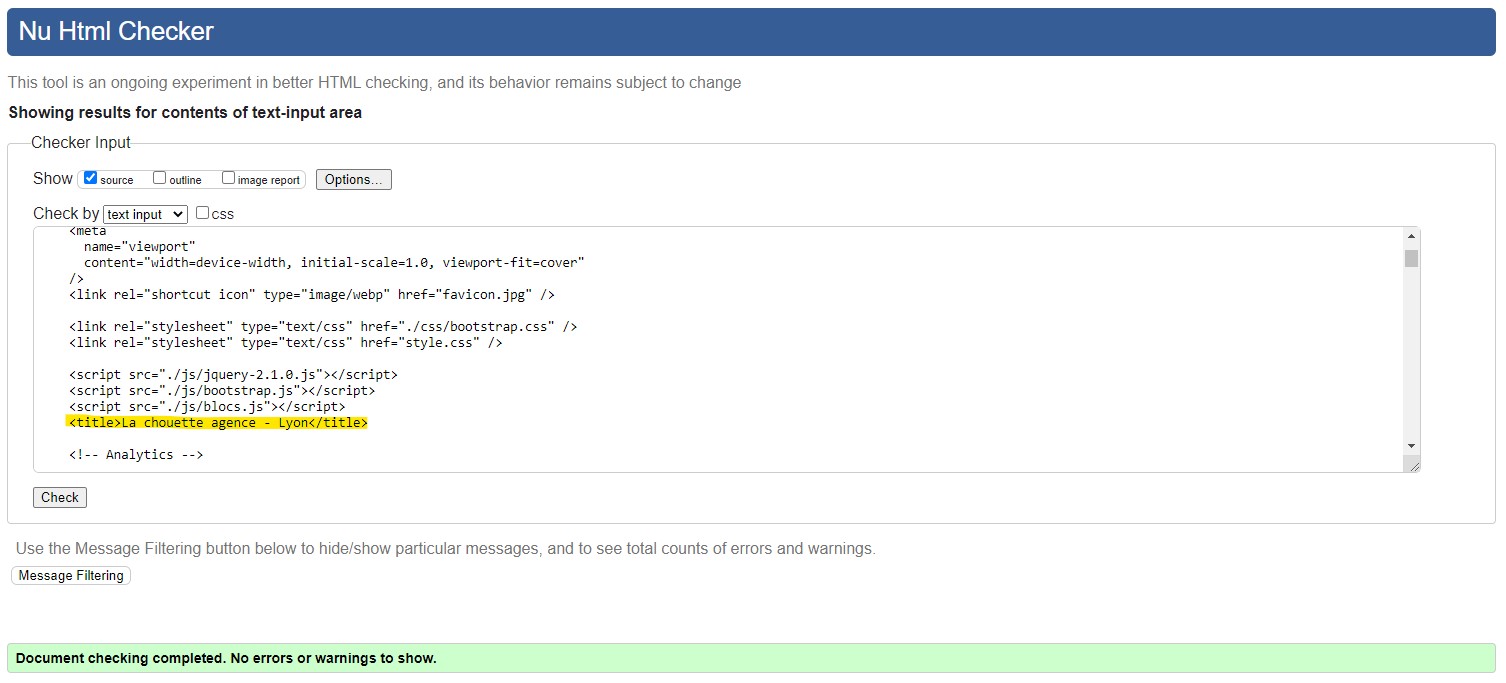 Nu Html Checker
This tool is an ongoing experiment in better HTML checking, and its behavior remains subject to change
Showing results for contents of text-input area
Checker Input
Show source outline image report Options...
Check by text input css
<meta
name="viewport"
content="width=device-width, initial-scale=1.0, viewport-fit=cover"
/>
<link rel="shortcut icon" type="image/webp" href="favicon.jpg" />
<link rel="stylesheet" type="text/css" href="./css/bootstrap.css" />
<link rel="stylesheet" type="text/css" href="style.css" />
<script src="./js/jquery-2.1.0.js"></script>
<script src="./js/bootstrap.js"></script>
<script src="./js/blocs.js"></script>
<title>La chouette agence - Lyon</title>
<!-- Analytics -->
Check
Use the Message Filtering button below to hide/show particular messages, and to see total counts of errors and warnings.
Message Filtering
Document checking completed. No errors or warnings to show.